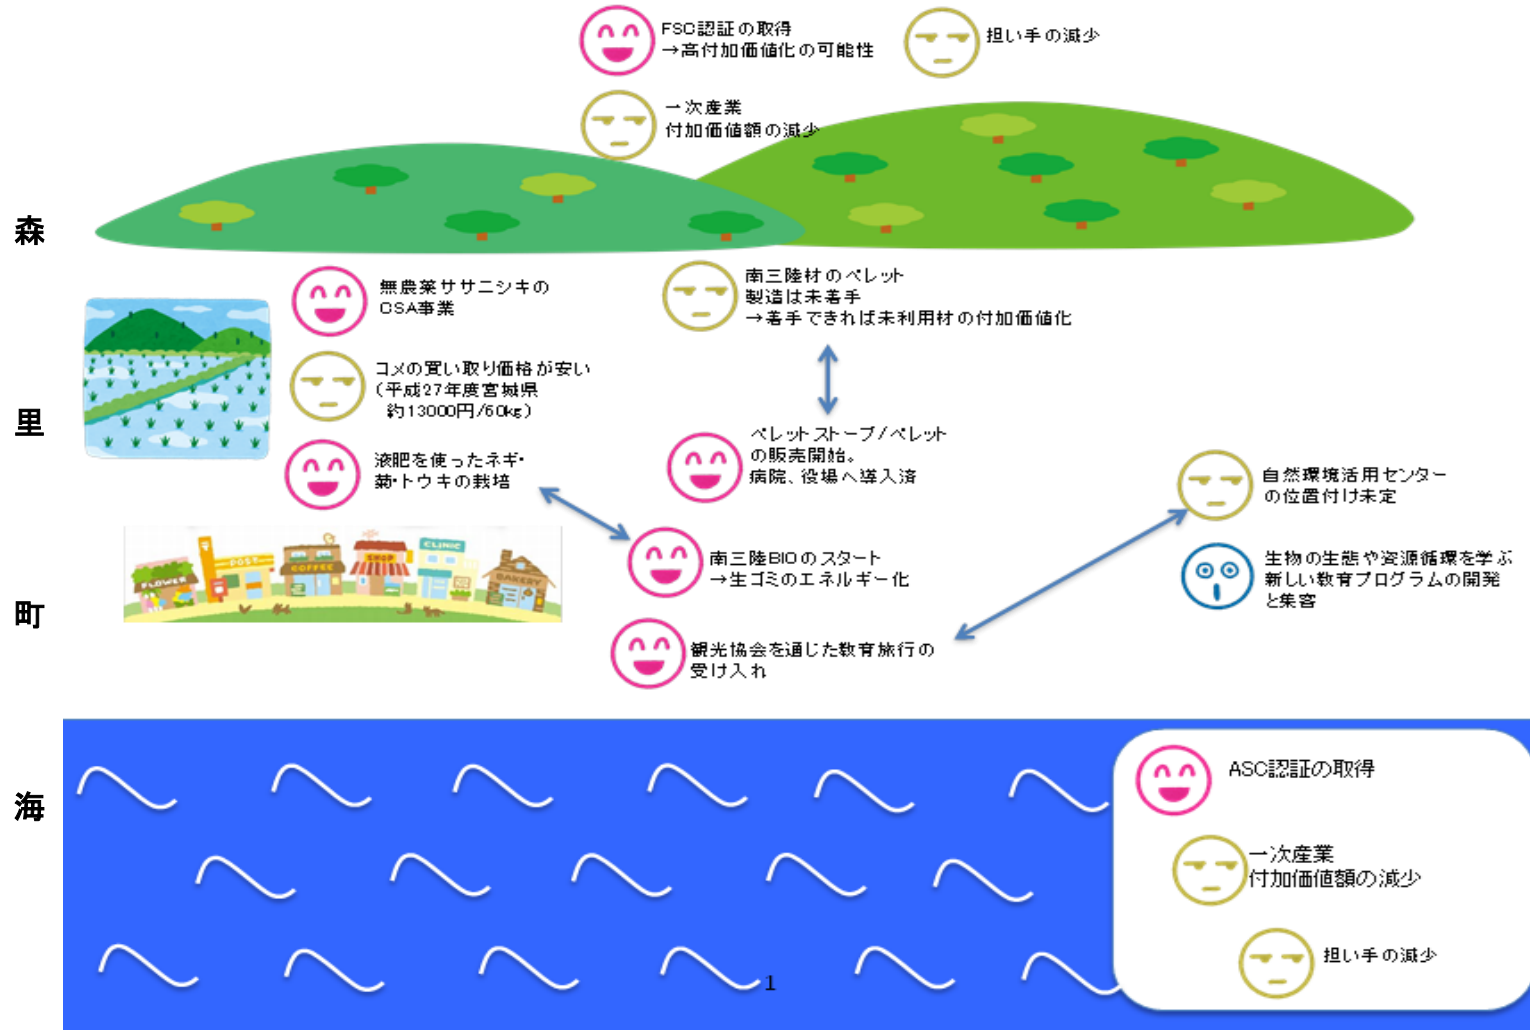 FSC認証の取得
→高付加価値化の可能性
担い手の減少
一次産業
付加価値額の減少
森
無農薬ササニシキの
CSA事業
南三陸材のペレット
製造は未着手
→着手できれば未利用材の付加価値化
コメの買い取り価格が安い
（平成27年度宮城県
約13000円/60kg）
里
液肥を使ったネギ・
菊・トウキの栽培
ペレットストーブ/ペレット
の販売開始。
病院、役場へ導入済
自然環境活用センター
の位置付け未定
FLOWER
POST
COFFEE
SHOP
CLINIC
BAKERY
南三陸BIOのスタート
→生ゴミのエネルギー化
生物の生態や資源循環を学ぶ
新しい教育プログラムの開発
と集客
町
観光協会を通じた教育旅行の
受け入れ
海
ASC認証の取得
一次産業
付加価値額の減少
担い手の減少
1